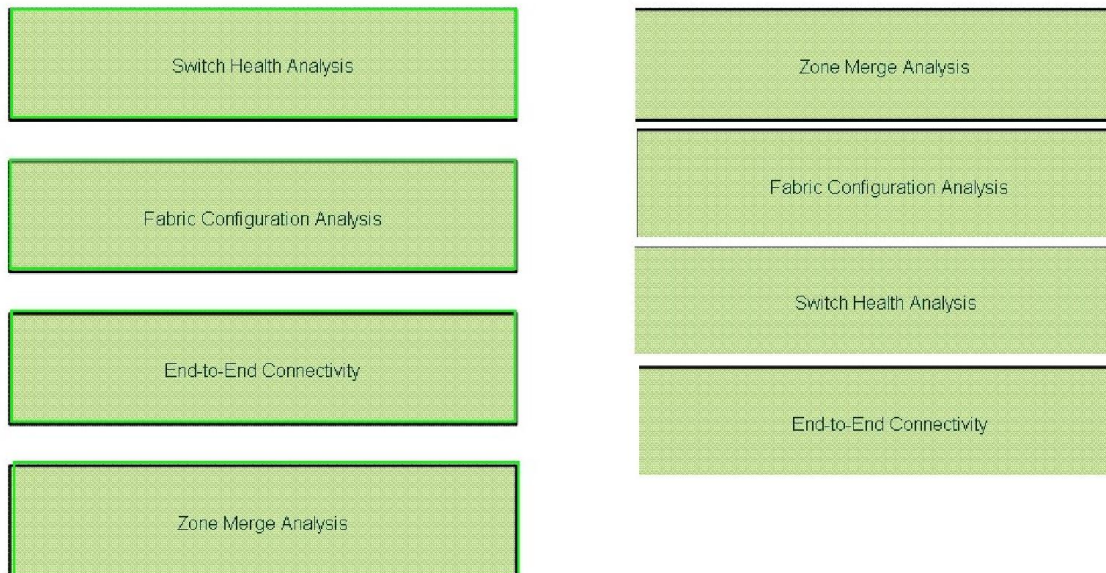 Switch Health Analysis
Fabric Configuration Analysis
End-to-End Connectivity
Zone Merge Analysis
Zone Merge Analysis
Fabric Configuration Analysis
Switch Health Analysis
End-to-End Connectivity